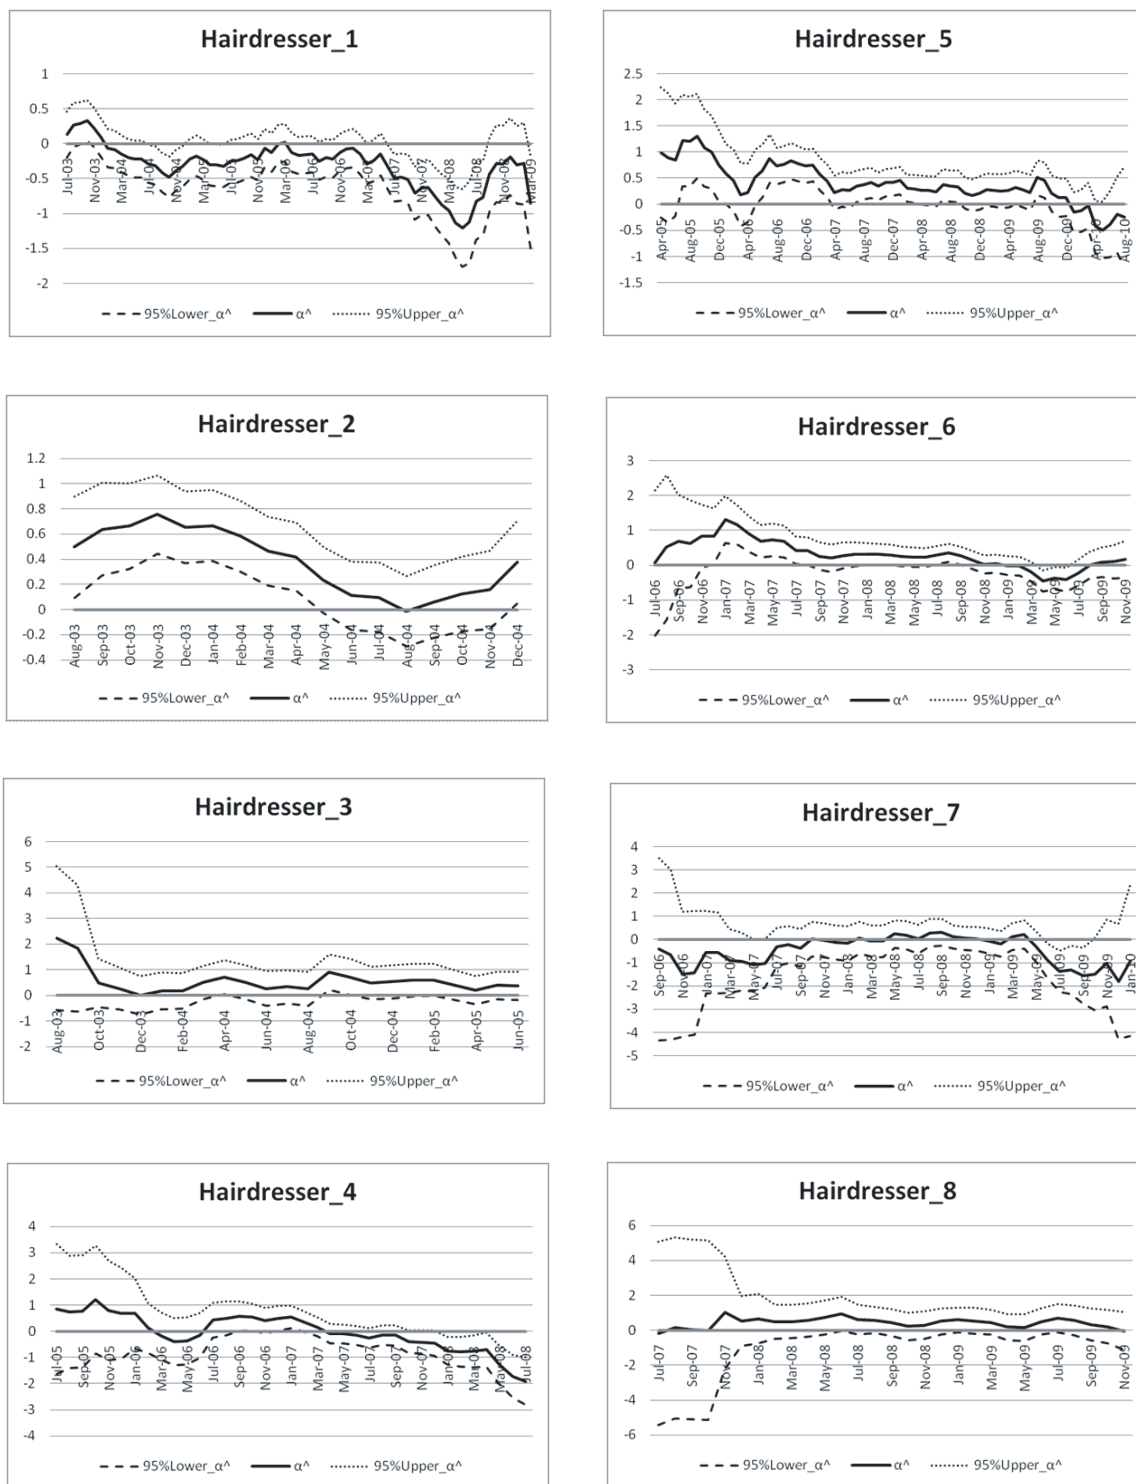 Hairdresser_1
1
0.5
0
-0.5
-1
-1.5
-2
Jul-03
Nov-03
Mar-04
Jul-04
Nov-04
Mar-05
Jul-05
Nov-05
Mar-06
Jul-06
Nov-06
Mar-07
Jul-07
Nov-07
Mar-08
Jul-08
Nov-08
Mar-09
95%Lower_α^ α^ 95%Upper_α^
Hairdresser_5
2.5
2
1.5
1
0.5
0
-0.5
-1
-1.5
Apr-05
Aug-05
Dec-05
Apr-06
Aug-06
Dec-06
Apr-07
Aug-07
Dec-07
Apr-08
Aug-08
Dec-08
Apr-09
Aug-09
Dec-09
Apr-10
Aug-10
95%Lower_α^ α^ 95%Upper_α^
Hairdresser_2
1.2
1
0.8
0.6
0.4
0.2
0
-0.2
-0.4
Aug-03
Sep-03
Oct-03
Nov-03
Dec-03
Jan-04
Feb-04
Mar-04
Apr-04
May-04
Jun-04
Jul-04
Aug-04
Sep-04
Oct-04
Nov-04
Dec-04
95%Lower_α^ α^ 95%Upper_α^
Hairdresser_6
3
2
1
0
-1
-2
-3
Jul-06
Sep-06
Nov-06
Jan-07
Mar-07
May-07
Jul-07
Sep-07
Nov-07
Jan-08
Mar-08
May-08
Jul-08
Sep-08
Nov-08
Jan-09
Mar-09
May-09
Jul-09
Sep-09
Nov-09
95%Lower_α^ α^ 95%Upper_α^
Hairdresser_3
6
5
4
3
2
1
0
-1
-2
Aug-03
Oct-03
Dec-03
Feb-04
Apr-04
Jun-04
Aug-04
Oct-04
Dec-04
Feb-05
Apr-05
Jun-05
95%Lower_α^ α^ 95%Upper_α^
Hairdresser_7
4
3
2
1
0
-1
-2
-3
-4
-5
Sep-06
Nov-06
Jan-07
Mar-07
May-07
Jul-07
Sep-07
Nov-07
Jan-08
Mar-08
May-08
Jul-08
Sep-08
Nov-08
Jan-09
Mar-09
May-09
Jul-09
Sep-09
Nov-09
Jan-10
95%Lower_α^ α^ 95%Upper_α^
Hairdresser_4
4
3
2
1
0
-1
-2
-3
-4
Jul-05
Sep-05
Nov-05
Jan-06
Mar-06
May-06
Jul-06
Sep-06
Nov-06
Jan-07
Mar-07
May-07
Jul-07
Sep-07
Nov-07
Jan-08
Mar-08
May-08
Jul-08
95%Lower_α^ α^ 95%Upper_α^
Hairdresser_8
6
4
2
0
-2
-4
-6
Jul-07
Sep-07
Nov-07
Jan-08
Mar-08
May-08
Jul-08
Sep-08
Nov-08
Jan-09
Mar-09
May-09
Jul-09
Sep-09
Nov-09
95%Lower_α^ α^ 95%Upper_α^